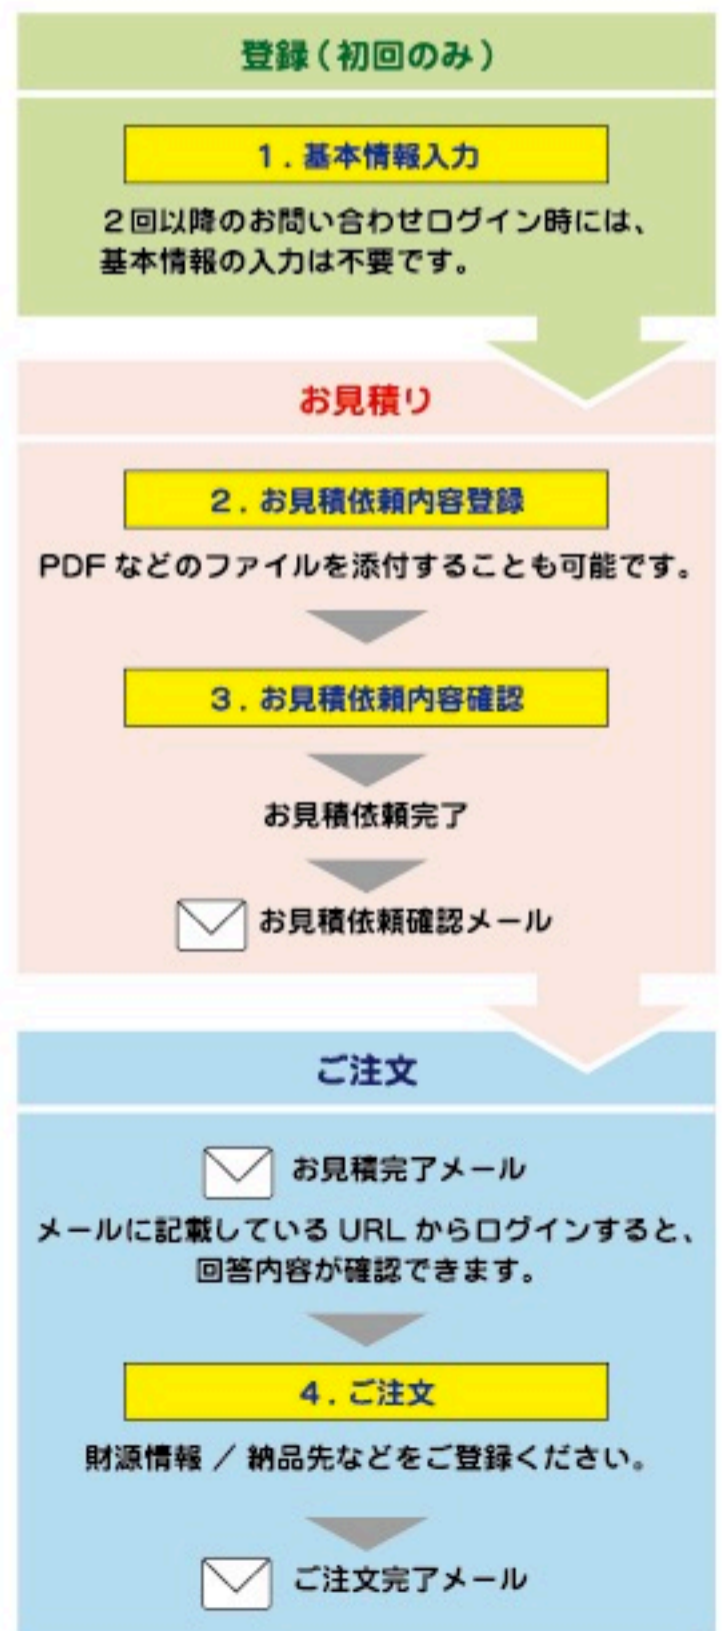 登録(初回のみ)
1.基本情報入力
2回以降のお問い合わせログイン時には、
基本情報の入力は不要です。
お見積り
2.お見積依頼内容登録
PDFなどのファイルを添付することも可能です。
3.お見積依頼内容確認
お見積依頼完了
お見積依頼確認メール
ご注文
お見積完了メール
メールに記載しているURLからログインすると、
回答内容が確認できます。
4.ご注文
財源情報/納品先などをご登録ください。
ご注文完了メール